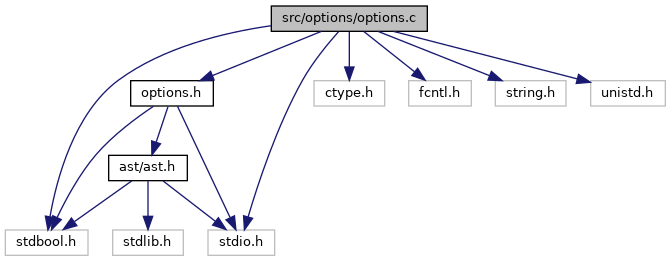 src/options/options.c
options.h
ctype.h
fcntl.h
string.h
unistd.h
ast/ast.h
stdbool.h
stdlib.h
stdio.h